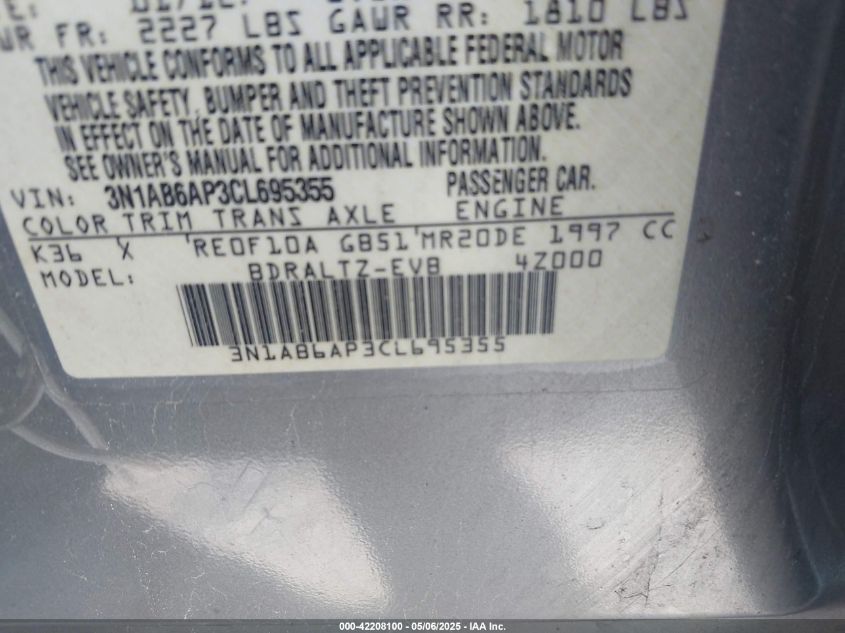 WR FR: 2227 LBS GAWR RR: 1810 LBS
THIS VEHICLE CONFORMS TO ALL APPLICABLE FEDERAL MOTOR
VEHICLE SAFETY, BUMPER AND THEFT PREVENTION STANDARDS
IN EFFECT ON THE DATE OF MANUFACTURE SHOWN ABOVE.
SEE OWNER'S MANUAL FOR ADDITIONAL INFORMATION.
VIN: 3N1AB6AP3CL695355 PASSENGER CAR.
COLOR TRIM TRANS AXLE ENGINE
K36 X 'RE0F10A GB51'MR20DE 1997 CC
MODEL: BDRALTZ-EVB 4Z000
3N1AB6AP3CL695355
000-42208100 - 05/06/2025 - IAA Inc.